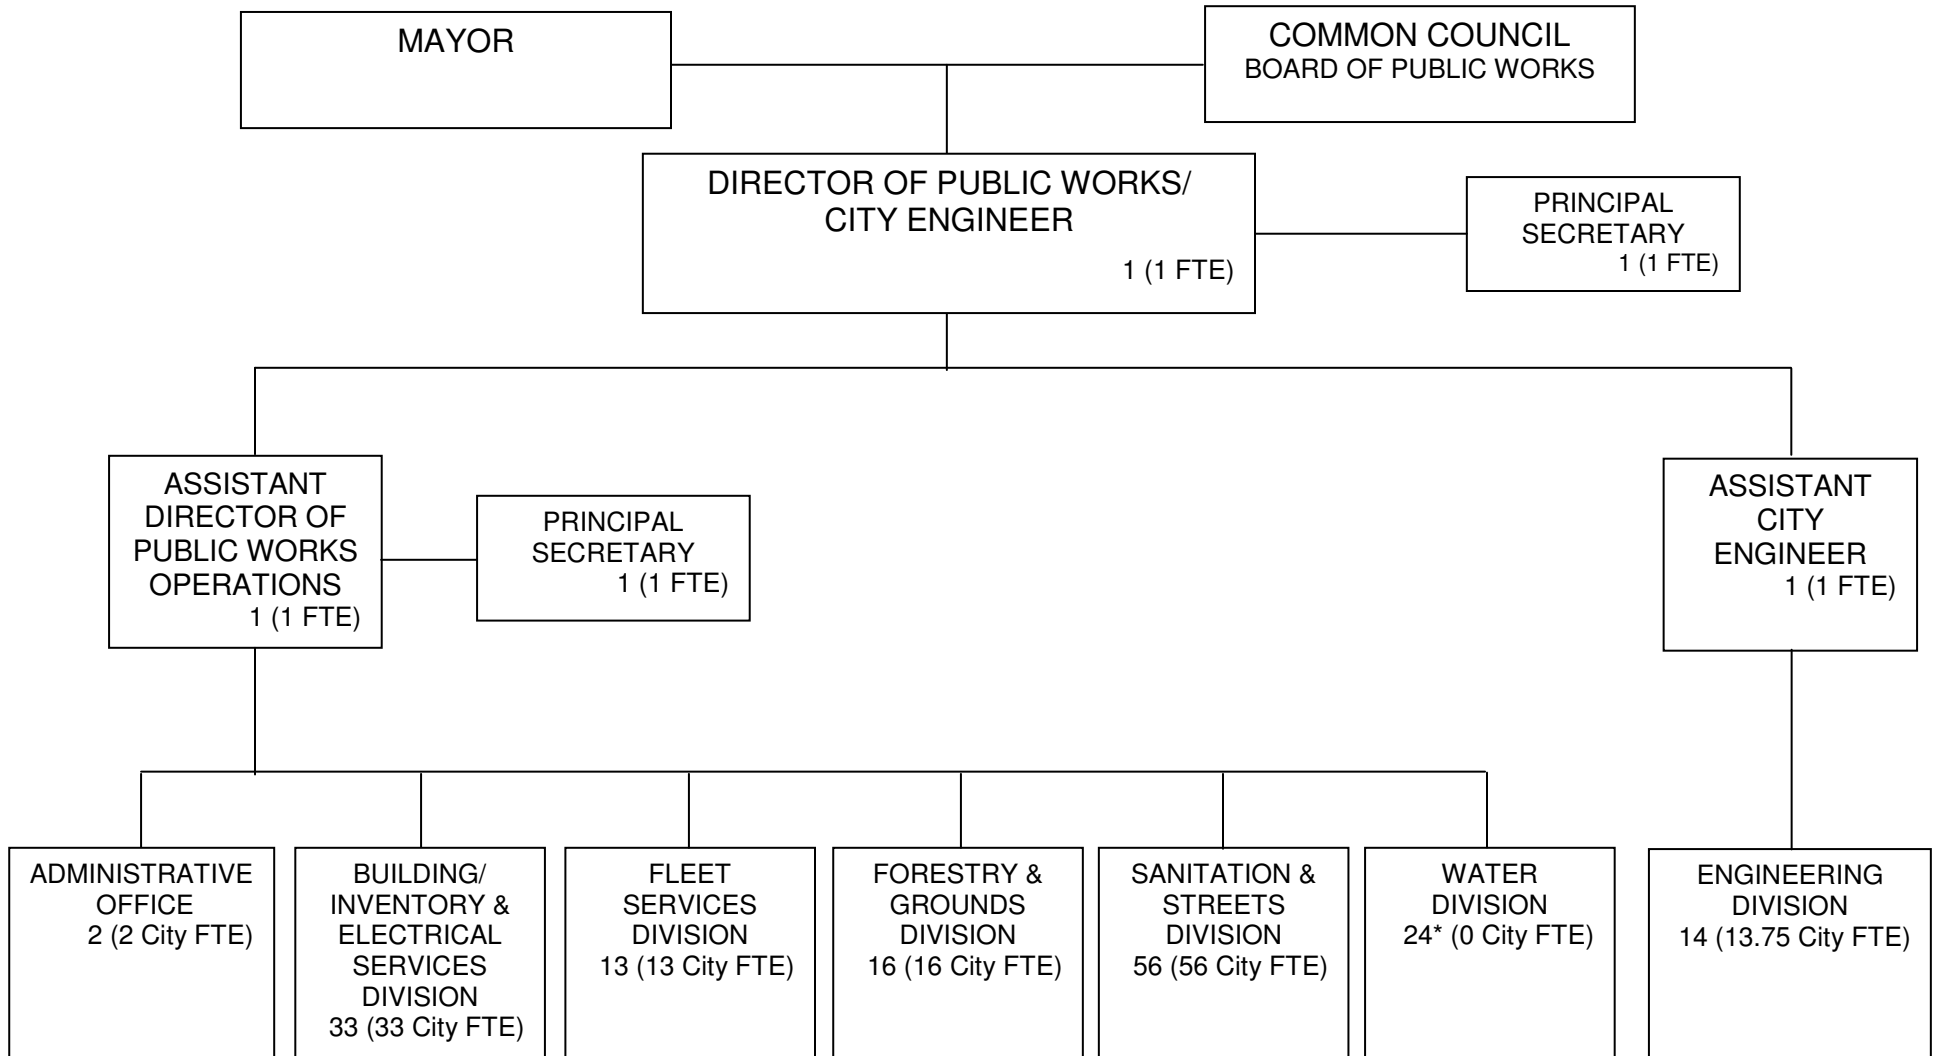 MAYOR
COMMON COUNCIL
BOARD OF PUBLIC WORKS
DIRECTOR OF PUBLIC WORKS/
CITY ENGINEER
1 (1 FTE)
PRINCIPAL
SECRETARY
1 (1 FTE)
ASSISTANT
DIRECTOR OF
PUBLIC WORKS
OPERATIONS
1 (1 FTE)
PRINCIPAL
SECRETARY
1 (1 FTE)
ASSISTANT
CITY
ENGINEER
1 (1 FTE)
ADMINISTRATIVE
OFFICE
2 (2 City FTE)
BUILDING/
INVENTORY &
ELECTRICAL
SERVICES
DIVISION
33 (33 City FTE)
FLEET
SERVICES
DIVISION
13 (13 City FTE)
FORESTRY &
GROUNDS
DIVISION
16 (16 City FTE)
SANITATION &
STREETS
DIVISION
56 (56 City FTE)
WATER
DIVISION
24* (0 City FTE)
ENGINEERING
DIVISION
14 (13.75 City FTE)